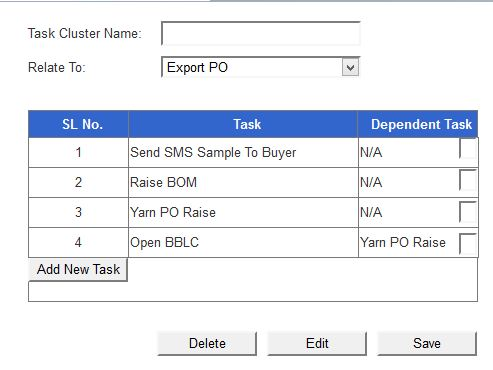 Task Cluster Name:
Relate To: Export PO
SL No. Task Dependent Task
1 Send SMS Sample To Buyer N/A
2 Raise BOM N/A
3 Yarn PO Raise N/A
4 Open BBLC Yarn PO Raise
Add New Task
Delete Edit Save